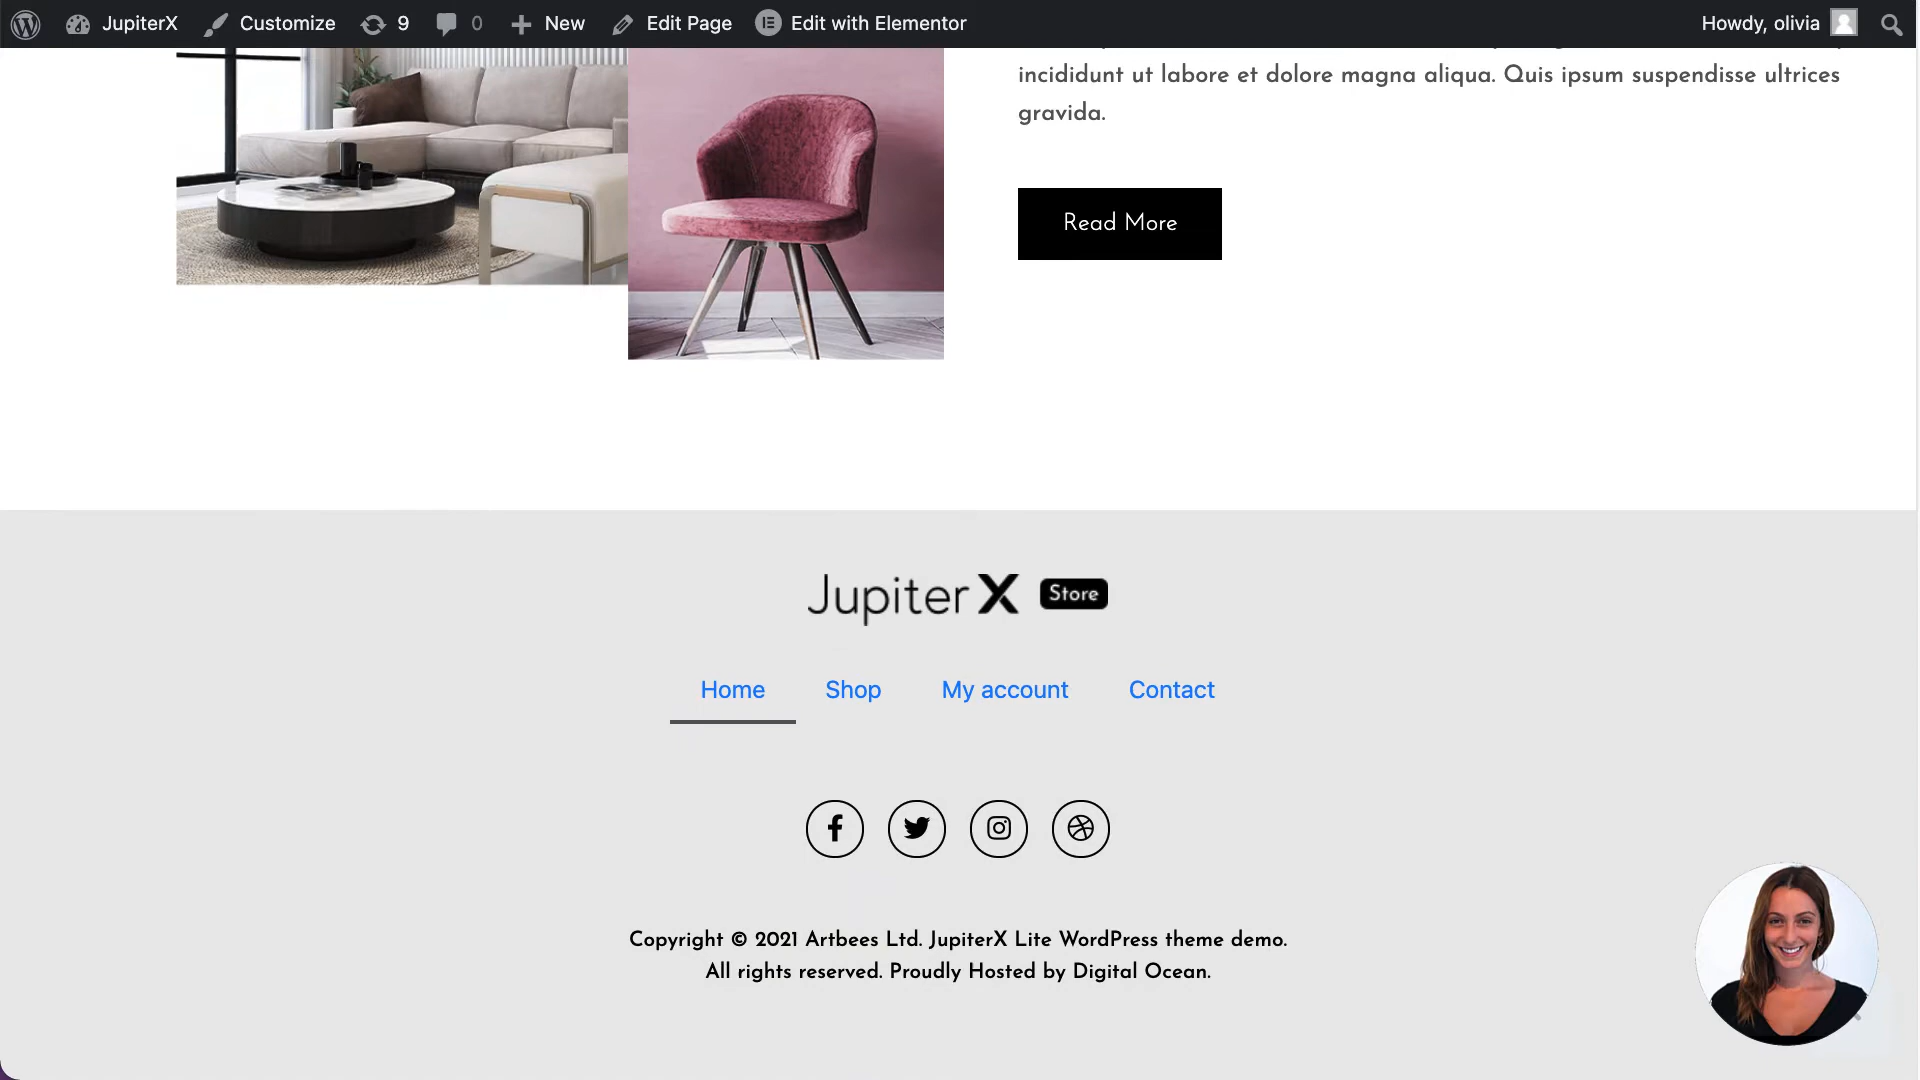 JupiterX Customize 9 0 New Edit Page Edit with Elementor Howdy, olivia
incididunt ut labore et dolore magna aliqua. Quis ipsum suspendisse ultrices
gravida.
Read More
Jupiter X Store
Home Shop My account Contact
Copyright © 2021 Artbees Ltd. JupiterX Lite WordPress theme demo.
All rights reserved. Proudly Hosted by Digital Ocean.